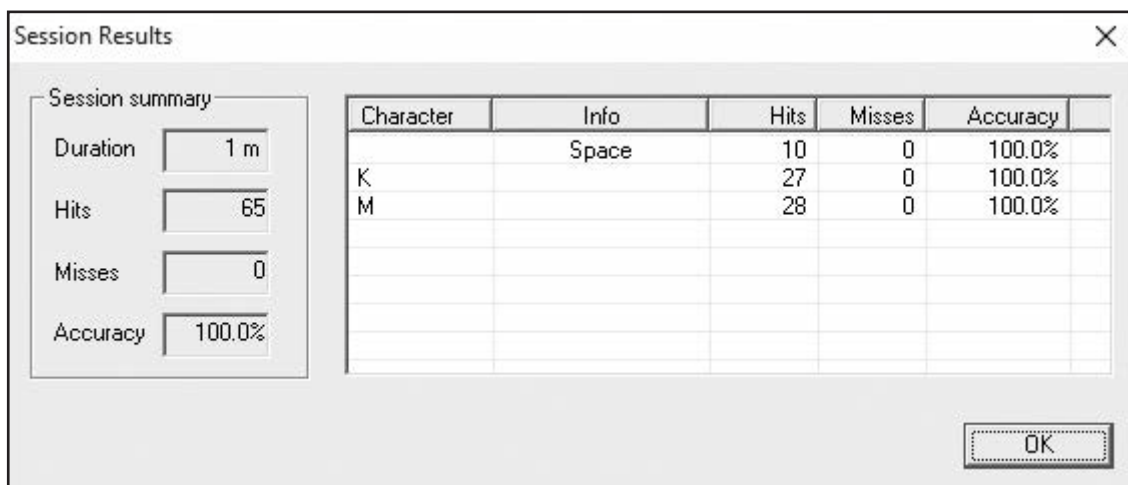 Session Results
Session summary
Duration 1 m
Hits 65
Misses 0
Accuracy 100.0%
Character Info Hits Misses Accuracy
Space 10 0 100.0%
K 27 0 100.0%
M 28 0 100.0%
OK